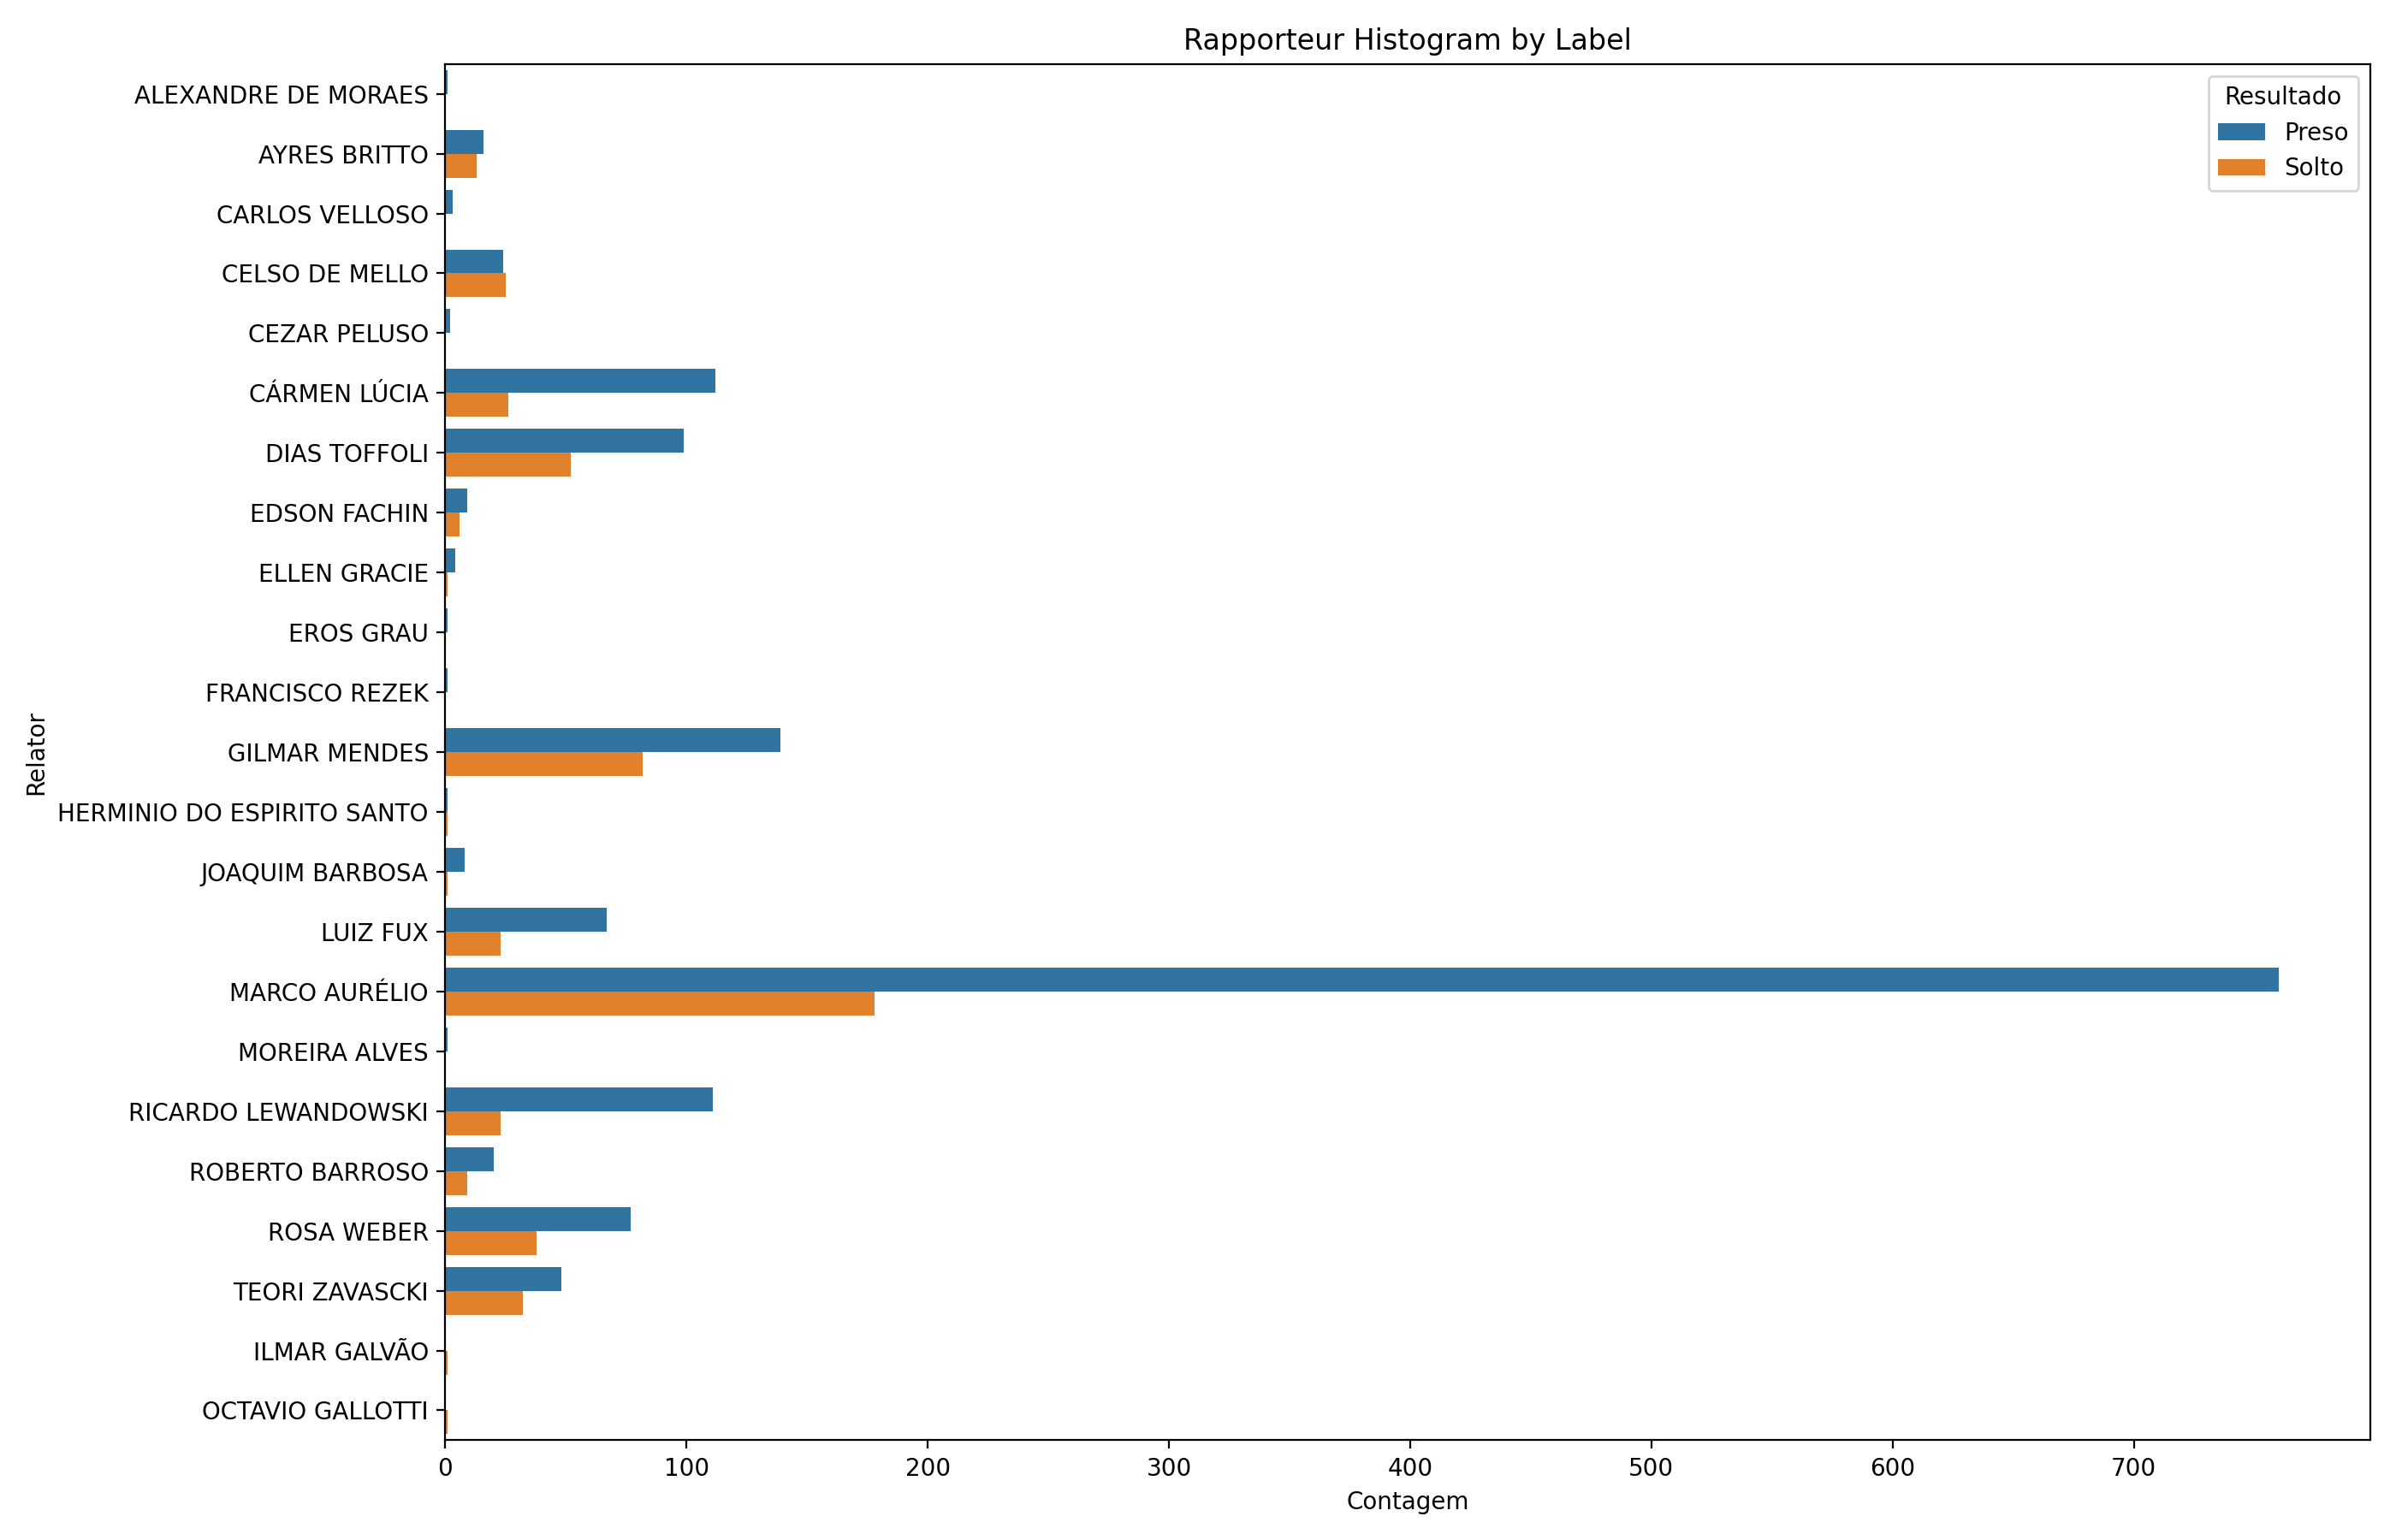 Rapporteur Histogram by Label
Resultado
Preso
Solto
Relator
ALEXANDRE DE MORAES
AYRES BRITTO
CARLOS VELLOSO
CELSO DE MELLO
CEZAR PELUSO
CÁRMEN LÚCIA
DIAS TOFFOLI
EDSON FACHIN
ELLEN GRACIE
EROS GRAU
FRANCISCO REZEK
GILMAR MENDES
HERMINIO DO ESPIRITO SANTO
JOAQUIM BARBOSA
LUIZ FUX
MARCO AURÉLIO
MOREIRA ALVES
RICARDO LEWANDOWSKI
ROBERTO BARROSO
ROSA WEBER
TEORI ZAVASCKI
ILMAR GALVÃO
OCTAVIO GALLOTTI
0 100 200 300 400 500 600 700
Contagem